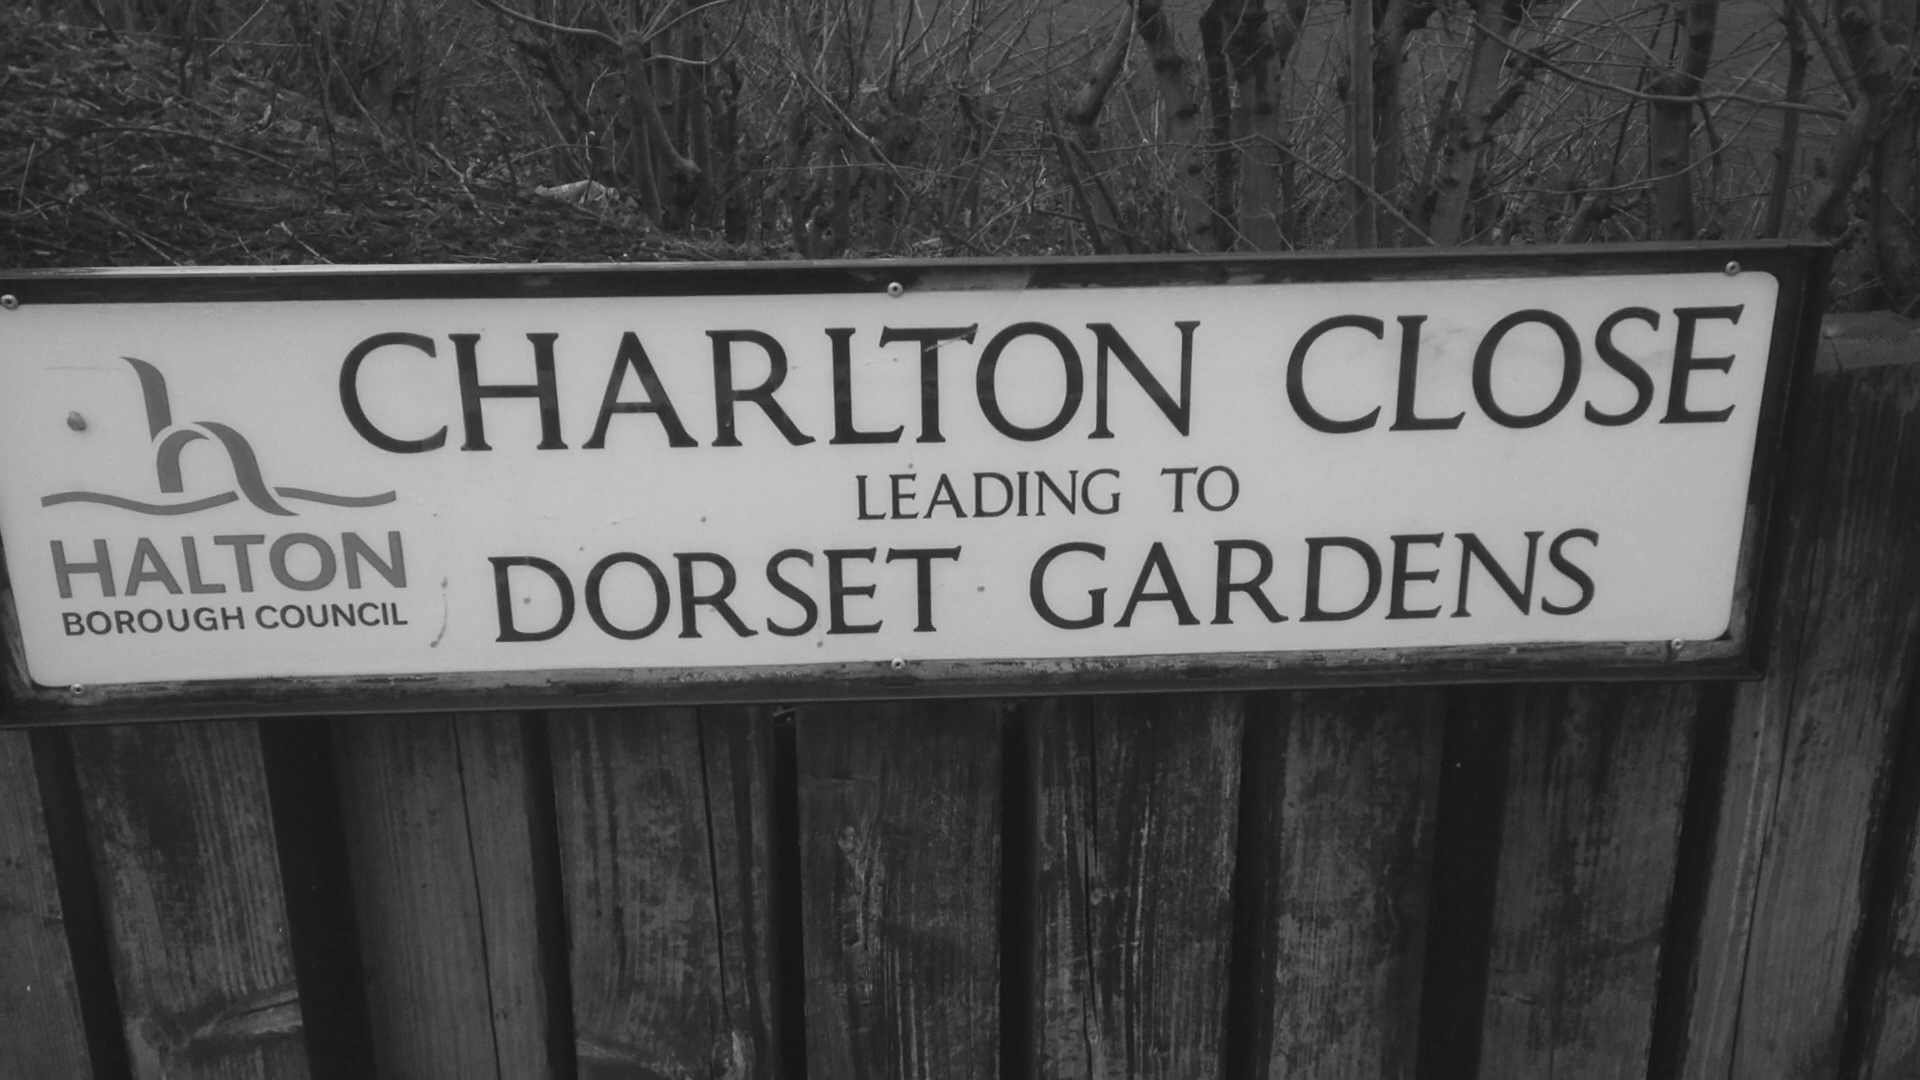 CHARLTON CLOSE
LEADING TO
DORSET GARDENS
HALTON
BOROUGH COUNCIL